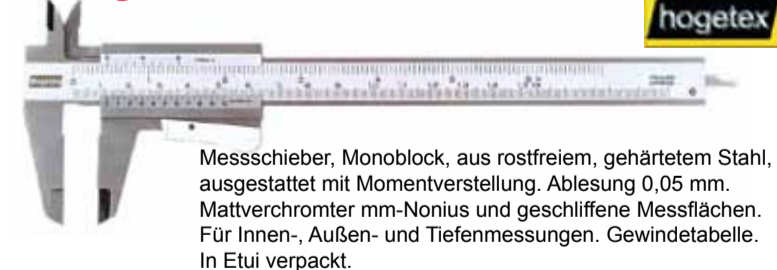 hogetex
Messschieber, Monoblock, aus rostfreiem, gehärtetem Stahl,
ausgestattet mit Momentverstellung. Ablesung 0,05 mm.
Mattverchromter mm-Nonius und geschliffene Messflächen.
Für Innen-, Außen- und Tiefenmessungen. Gewindetabelle.
In Etui verpackt.